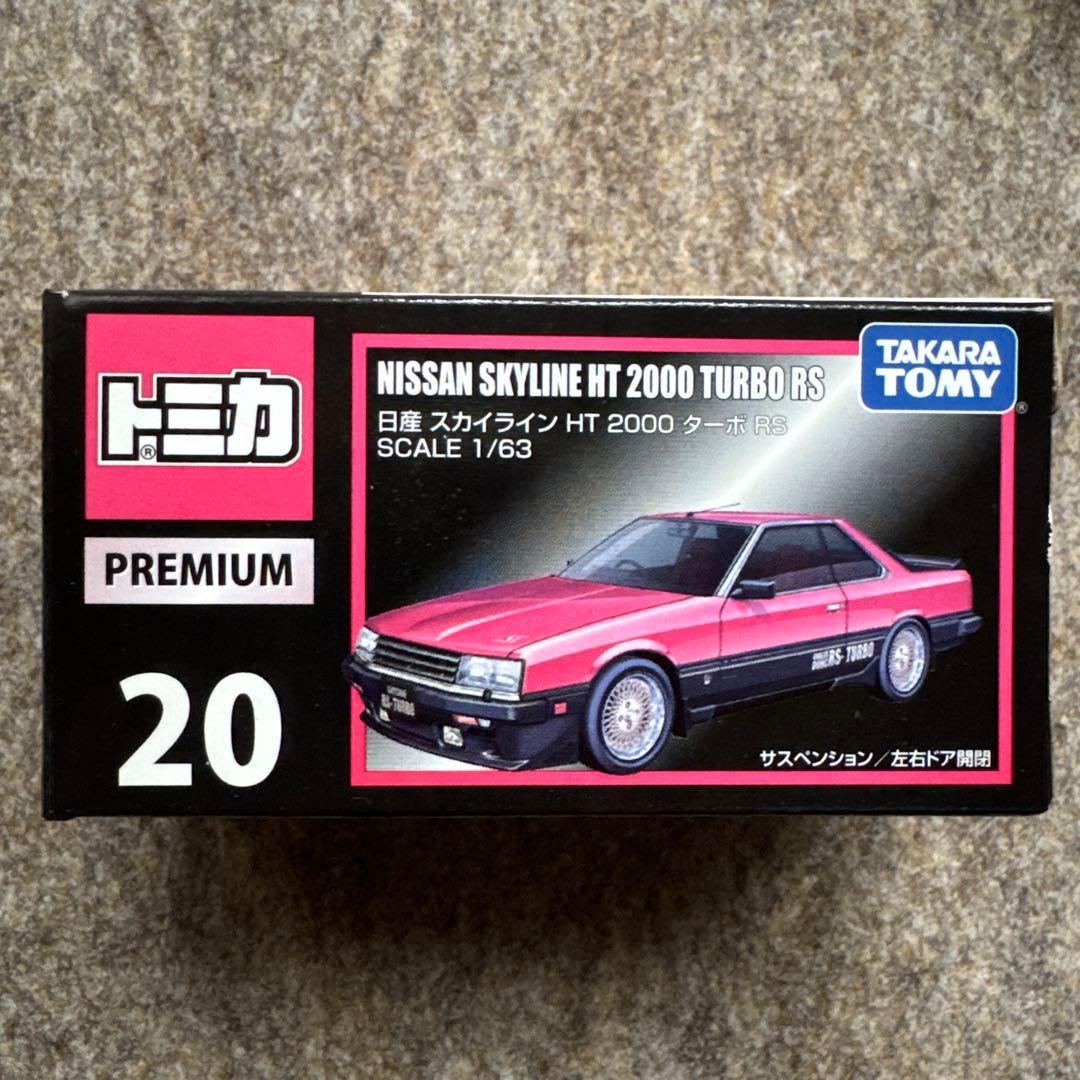 トミカ®
PREMIUM
20
NISSAN SKYLINE HT 2000 TURBO RS
日産 スカイライン HT 2000 ターボ RS
SCALE 1/63
TAKARA
TOMY®
RS-TURBO
RS-TURBO
サスペンション／左右ドア開閉